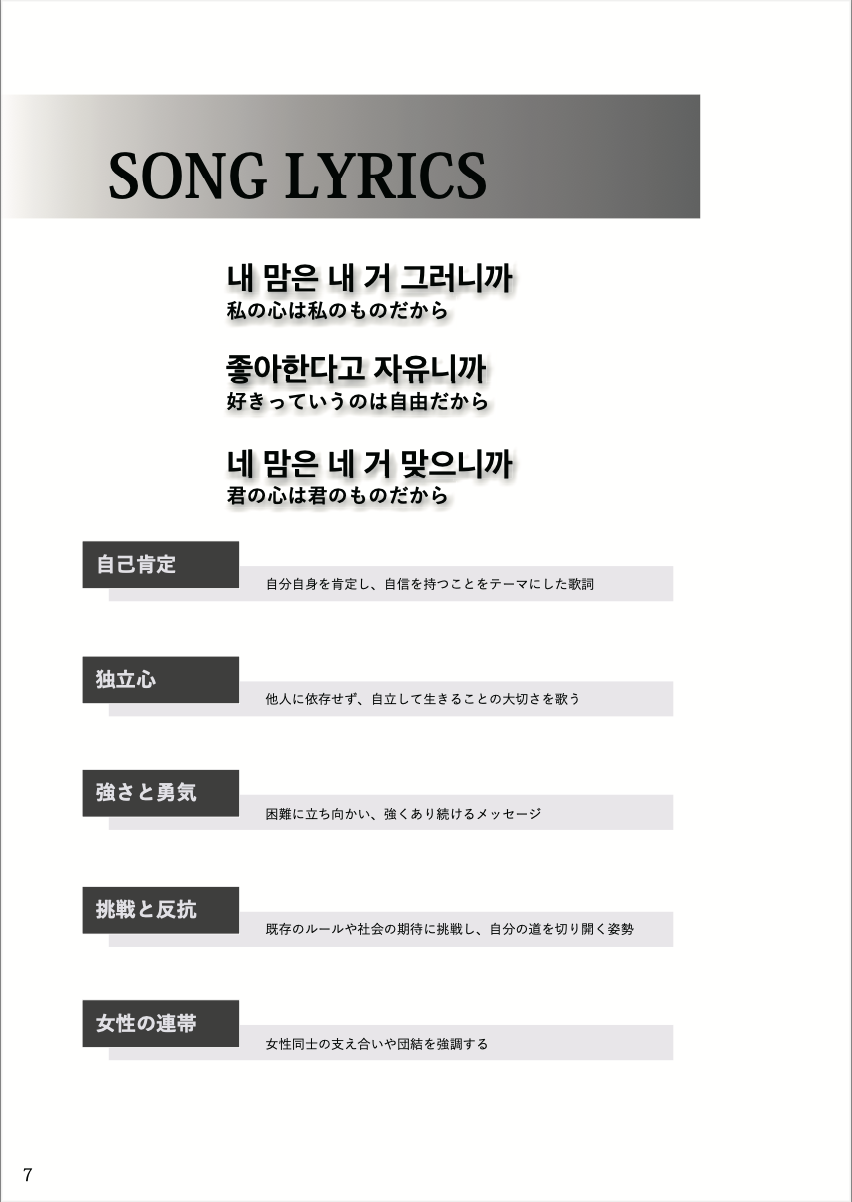 SONG LYRICS
내 맘은 내 거 그러니까
私の心は私のものだから
좋아한다고 자유니까
好きっていうのは自由だから
네 맘은 네 거 맞으니까
君の心は君のものだから
自己肯定
自分自身を肯定し、自信を持つことをテーマにした歌詞
独立心
他人に依存せず、自立して生きることの大切さを歌う
強さと勇気
困難に立ち向かい、強くあり続けるメッセージ
挑戦と反抗
既存のルールや社会の期待に挑戦し、自分の道を切り開く姿勢
女性の連帯
女性同士の支え合いや団結を強調する
7